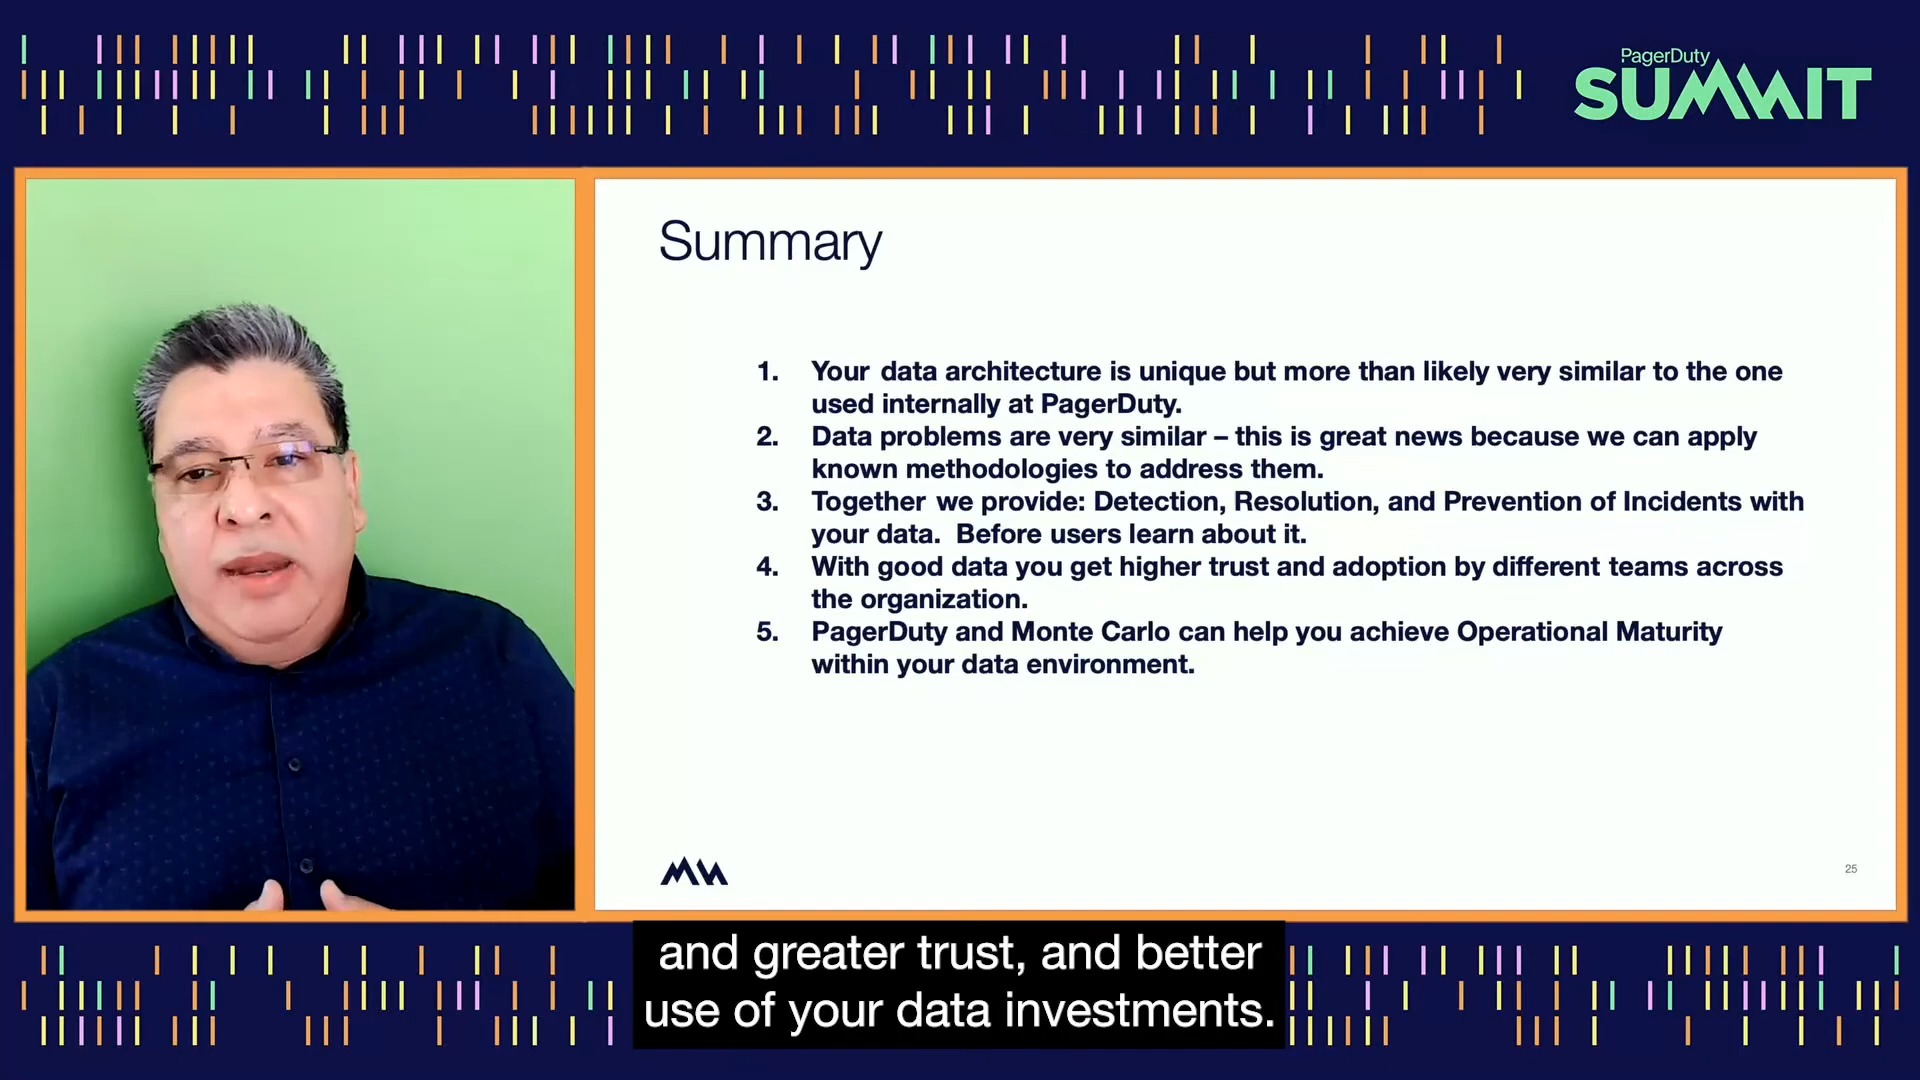 PagerDuty
SUMMIT
Summary
1. Your data architecture is unique but more than likely very similar to the one
used internally at PagerDuty.
2. Data problems are very similar – this is great news because we can apply
known methodologies to address them.
3. Together we provide: Detection, Resolution, and Prevention of Incidents with
your data.  Before users learn about it.
4. With good data you get higher trust and adoption by different teams across
the organization.
5. PagerDuty and Monte Carlo can help you achieve Operational Maturity
within your data environment.
25
and greater trust, and better
use of your data investments.